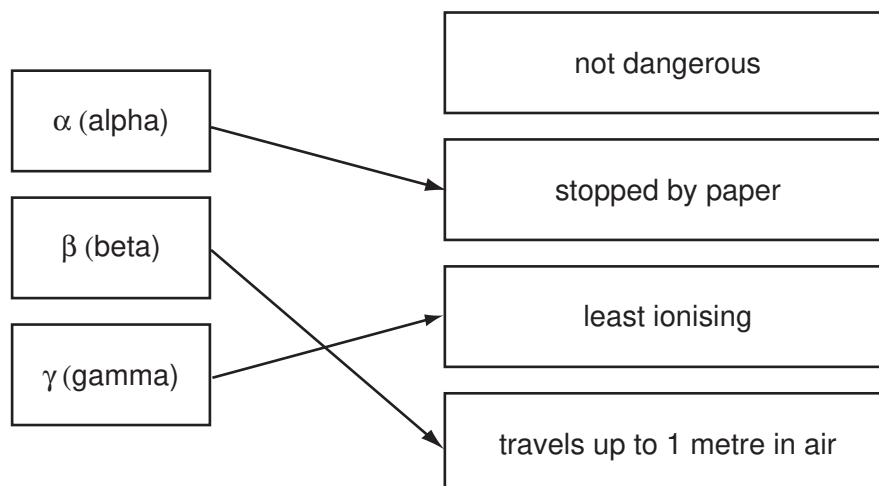 α (alpha)
β (beta)
γ (gamma)
not dangerous
stopped by paper
least ionising
travels up to 1 metre in air